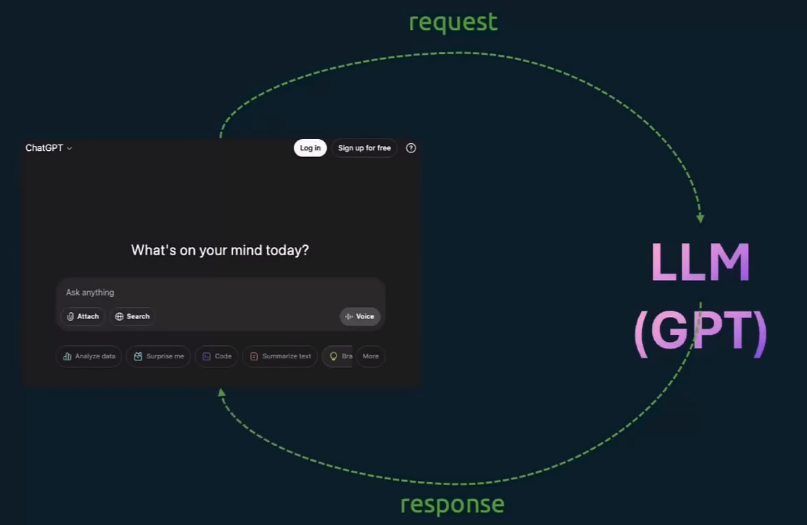 request
ChatGPT
Log in
Sign up for free
?
What's on your mind today?
Ask anything
Attach
Search
Voice
Analyze data
Surprise me
Code
Summarize text
Bra
More
LLM
(GPT)
response